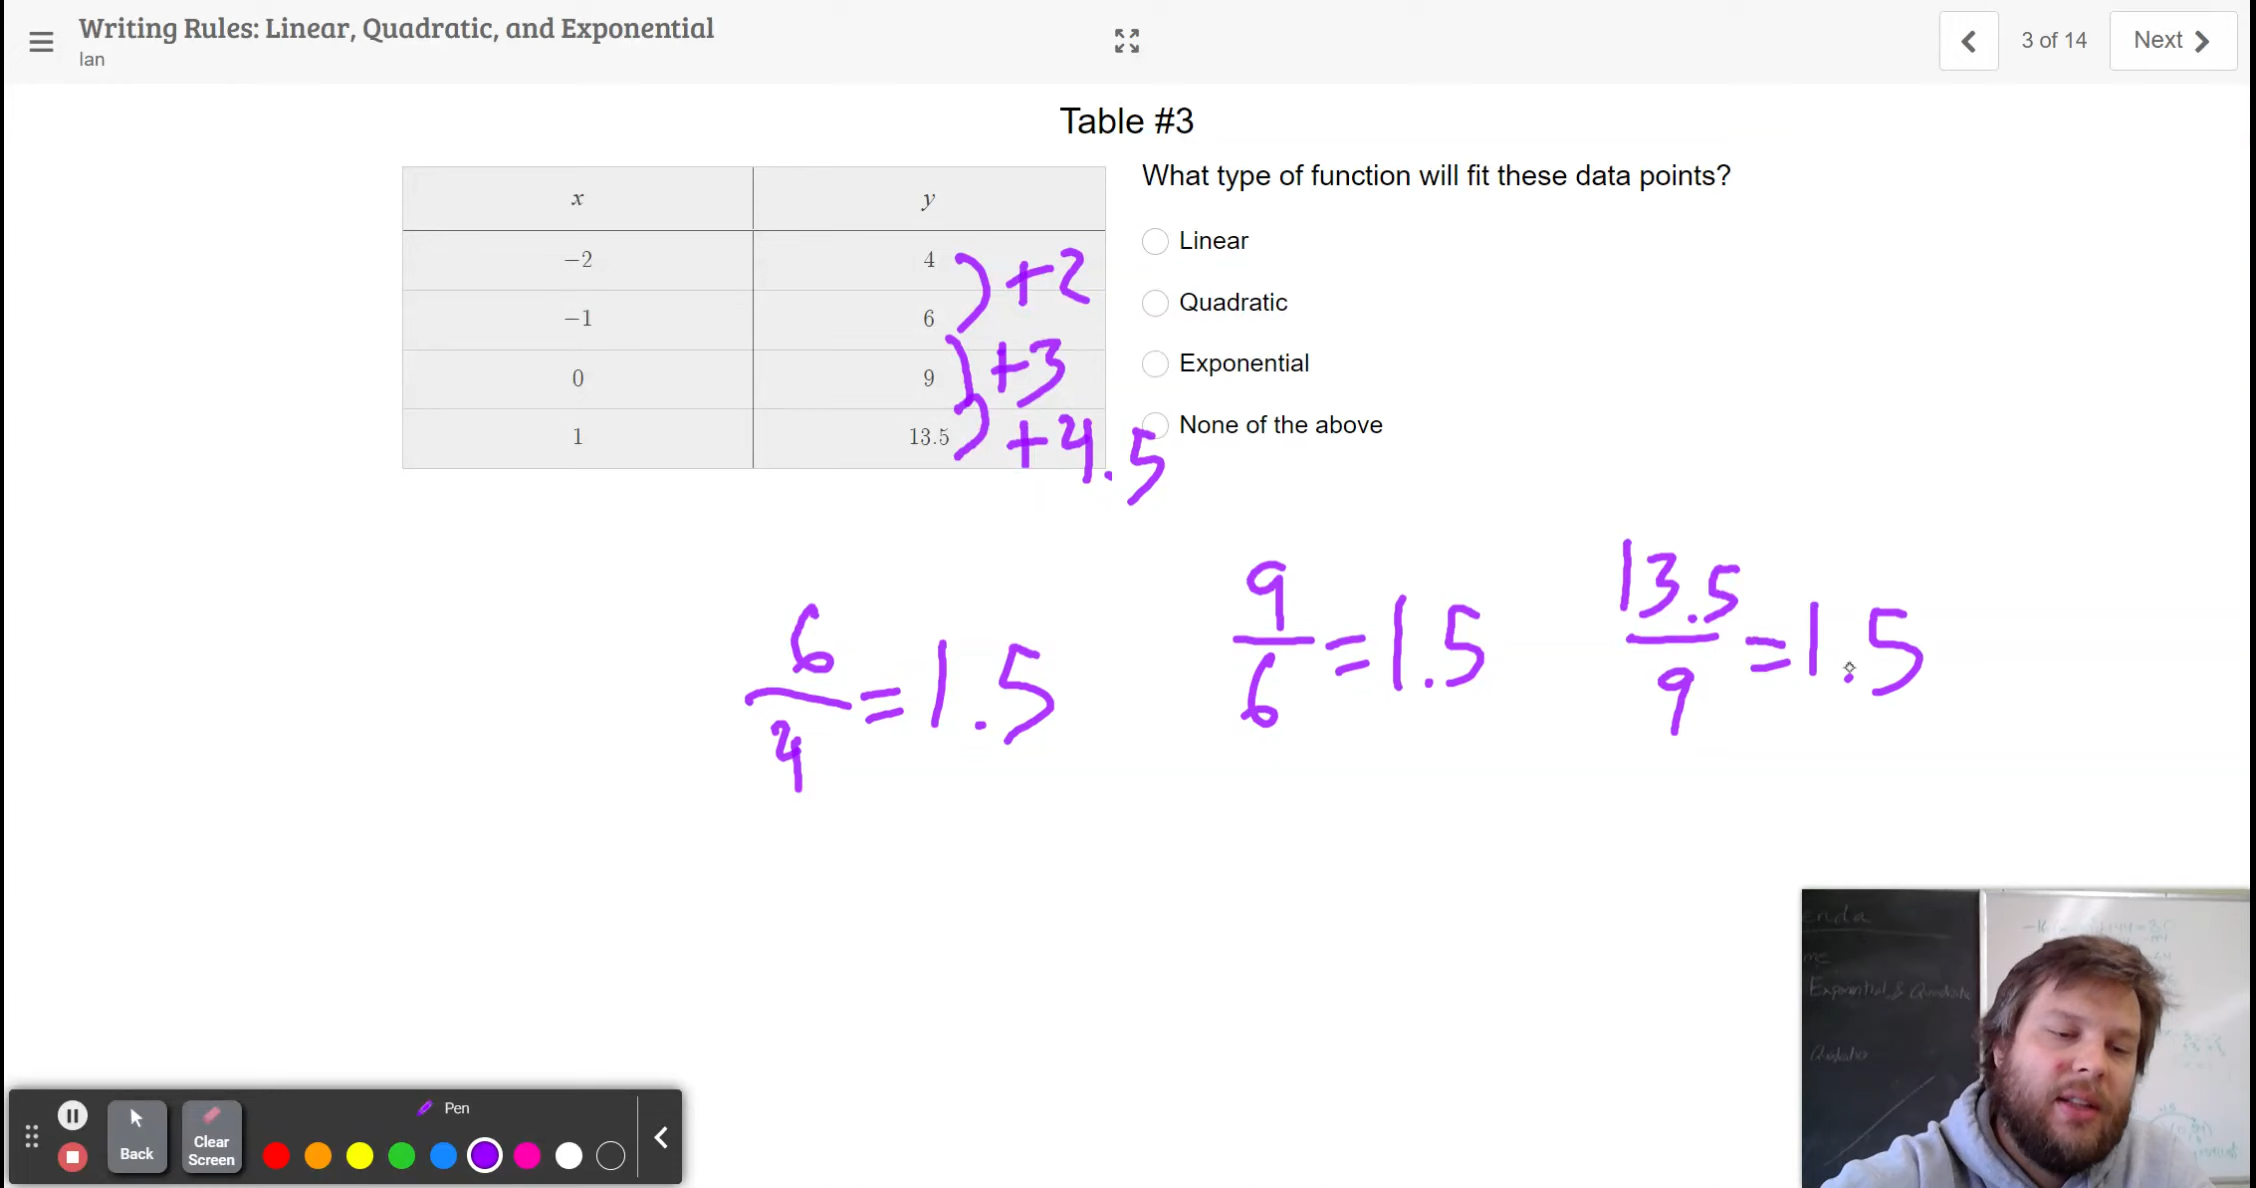 Writing Rules: Linear, Quadratic, and Exponential
Ian
3 of 14
Next
Table #3
x y
−2 4
−1 6
0 9
1 13.5
+2
+3
+4.5
What type of function will fit these data points?
Linear
Quadratic
Exponential
None of the above
6/4 = 1.5
9/6 = 1.5
13.5/9 = 1.5
enda
Exponential & Quadratic
Pen
Back
Clear
Screen